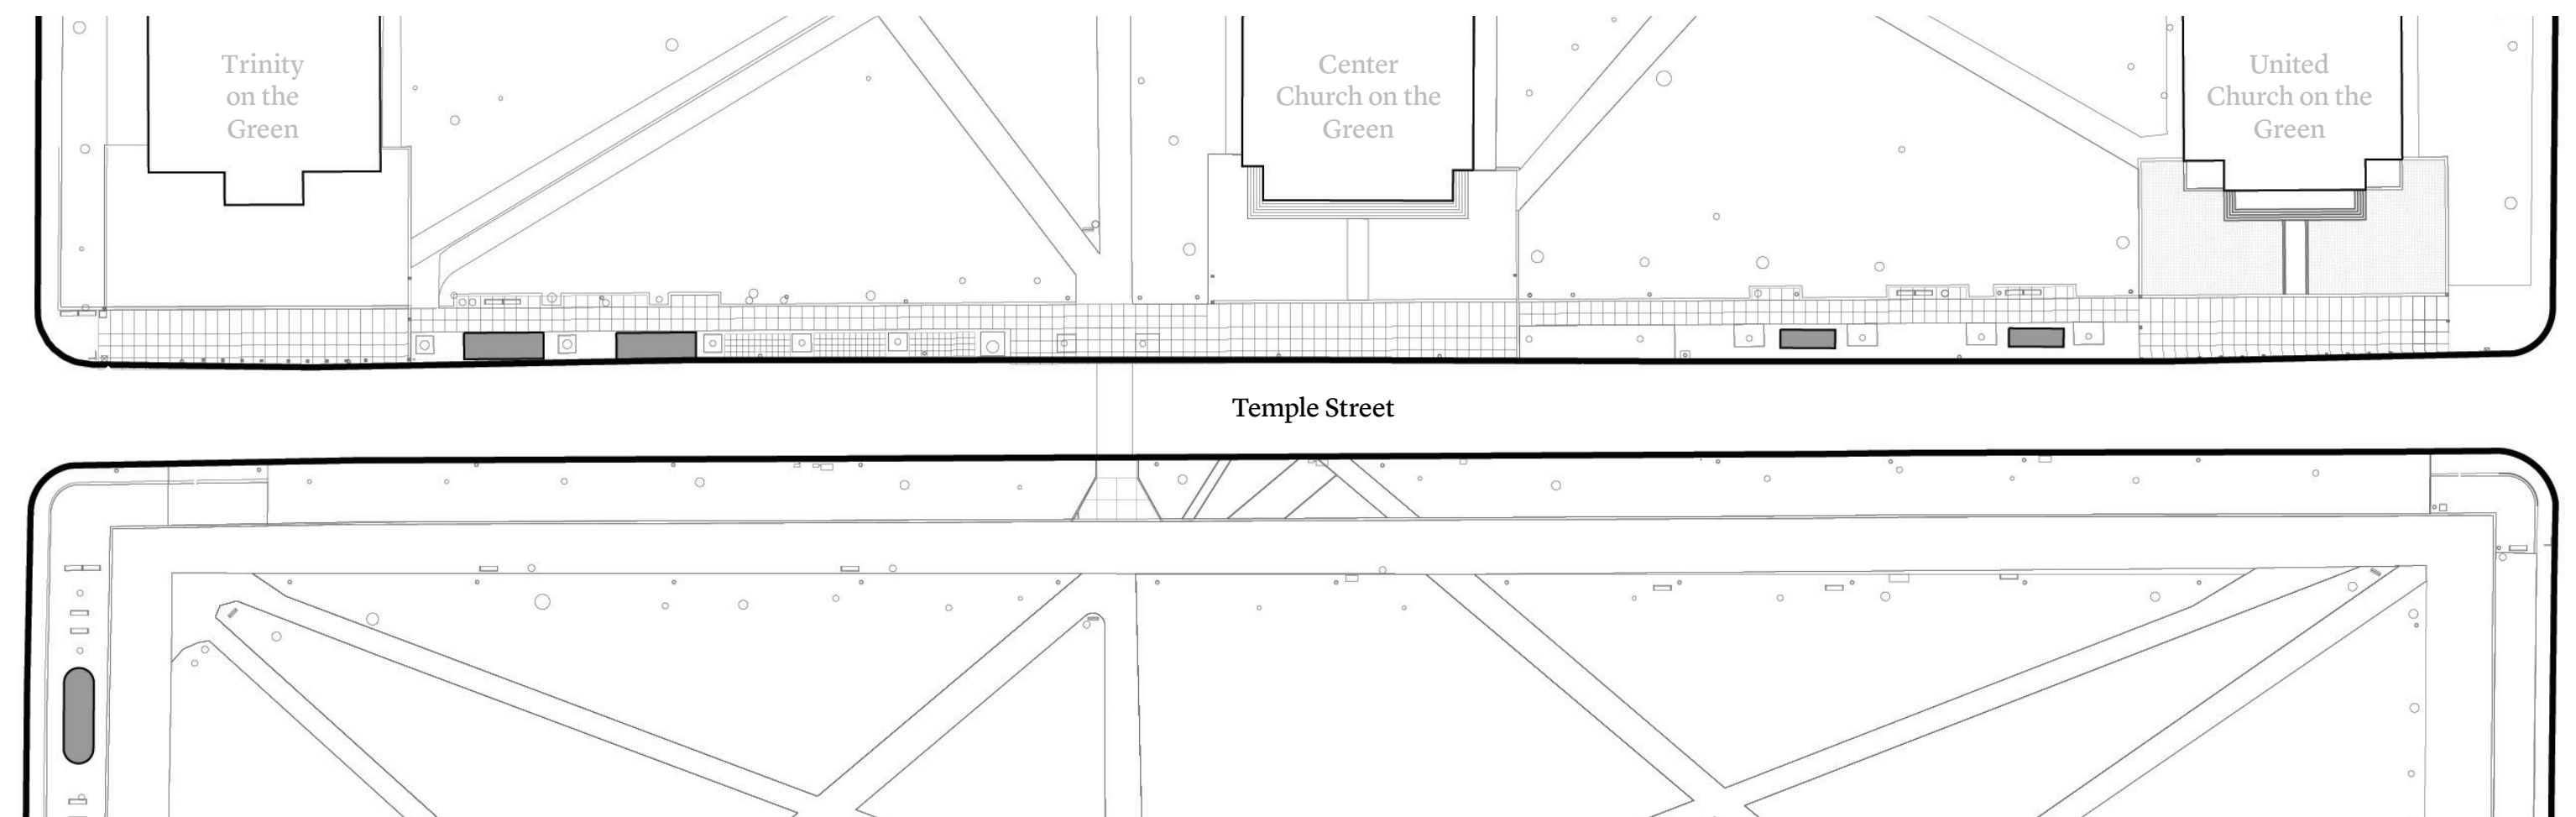 Trinity
on the
Green
Center
Church on the
Green
United
Church on the
Green
Temple Street